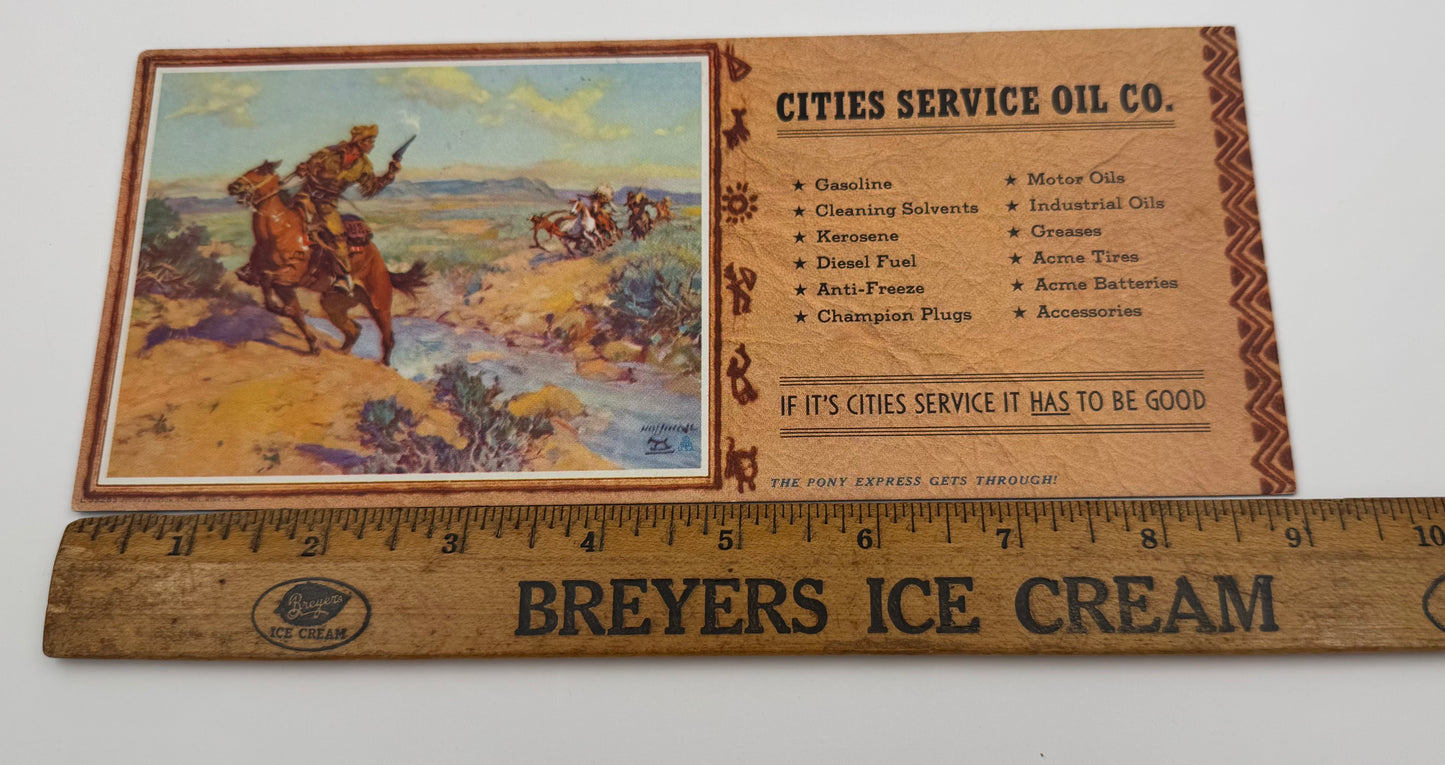 CITIES SERVICE OIL CO.
★ Gasoline
★ Cleaning Solvents
★ Kerosene
★ Diesel Fuel
★ Anti-Freeze
★ Champion Plugs
★ Motor Oils
★ Industrial Oils
★ Greases
★ Acme Tires
★ Acme Batteries
★ Accessories
IF IT'S CITIES SERVICE IT HAS TO BE GOOD
THE PONY EXPRESS GETS THROUGH!
1 2 3 4 5 6 7 8 9 10
Breyers
ICE CREAM
BREYERS ICE CREAM